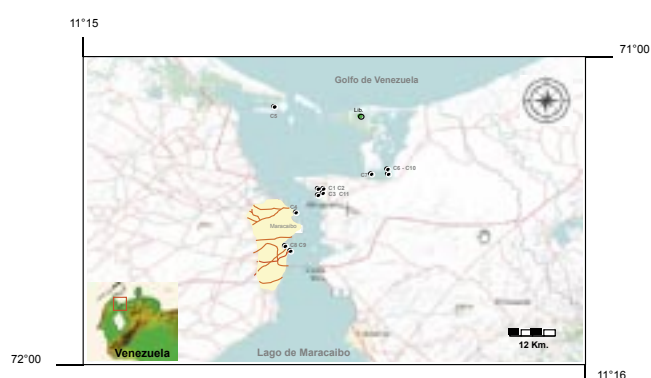 11°15
71°00
Golfo de Venezuela
Lib.
C5
C6 - C10
C7
C1 C2
C3 C11
C4
Maracaibo
C8 C9
12 Km.
Venezuela
Lago de Maracaibo
72°00
11°16